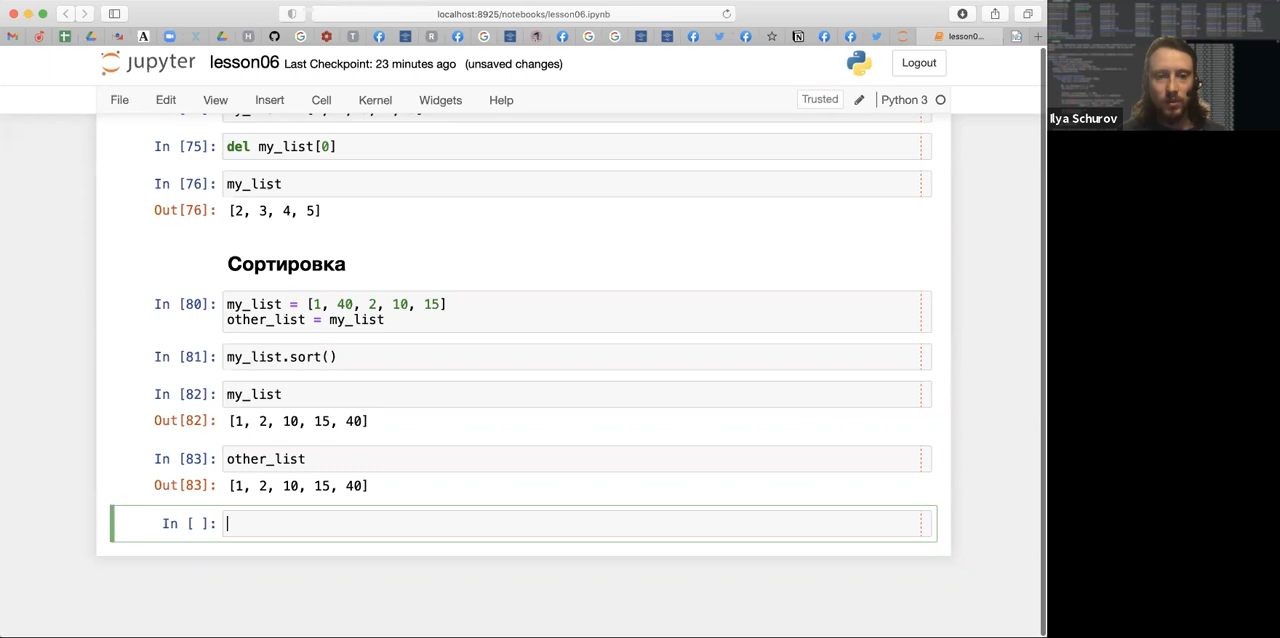 localhost:8925/notebooks/lesson06.ipynb
lesson0...
jupyter lesson06 Last Checkpoint: 23 minutes ago (unsaved changes)
Logout
File Edit View Insert Cell Kernel Widgets Help
Trusted Python 3
In [75]: del my_list[0]
In [76]: my_list
Out[76]: [2, 3, 4, 5]
Сортировка
In [80]: my_list = [1, 40, 2, 10, 15]
other_list = my_list
In [81]: my_list.sort()
In [82]: my_list
Out[82]: [1, 2, 10, 15, 40]
In [83]: other_list
Out[83]: [1, 2, 10, 15, 40]
In [ ]:
Ilya Schurov